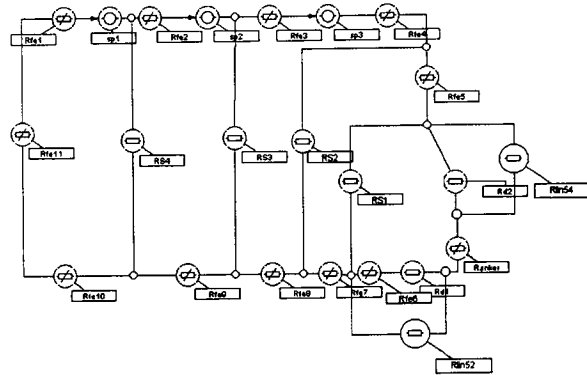 Rfe1
sp1
Rfe2
sp2
Rfe3
sp3
Rfe4
Rfe5
Rfe11
RS4
RS3
RS2
RS1
Rd2
Rlin54
Ranker
Rfe10
Rfe9
Rfe8
Rfe7
Rfe6
Rd1
Rlin52